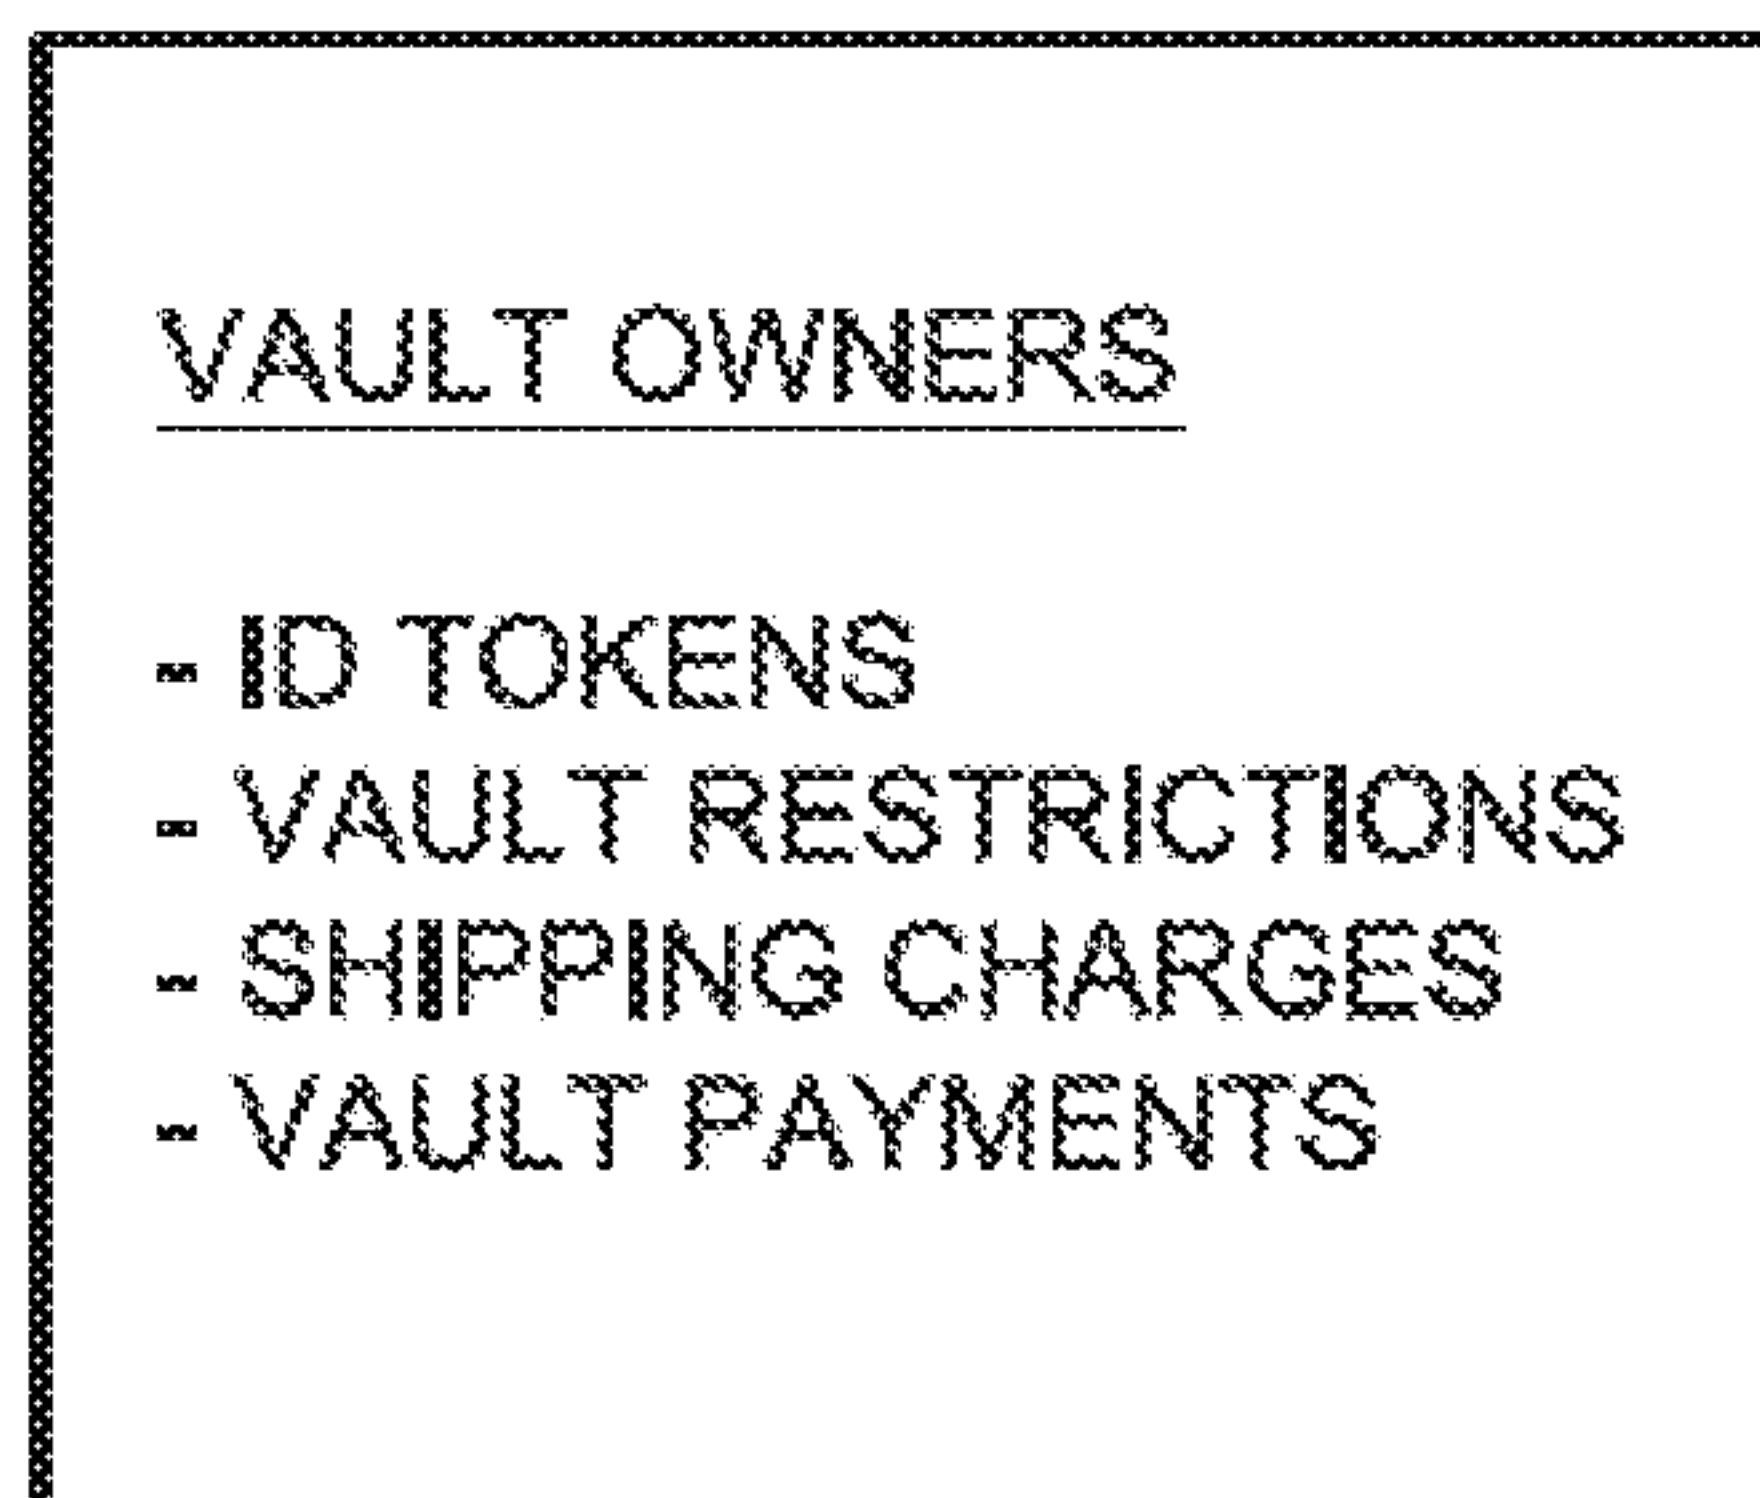 VAULT OWNERS
- ID TOKENS
- VAULT RESTRICTIONS
- SHIPPING CHARGES
- VAULT PAYMENTS